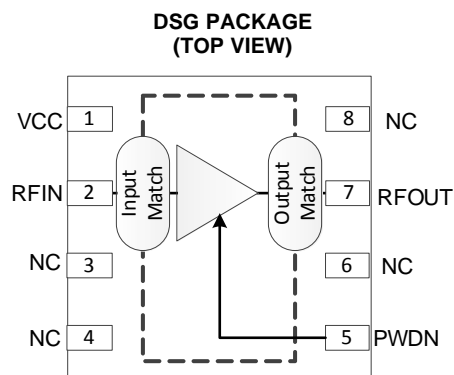 DSG PACKAGE
(TOP VIEW)
VCC 1
8 NC
RFIN 2
Input
Match
Output
Match
7 RFOUT
NC 3
6 NC
NC 4
5 PWDN